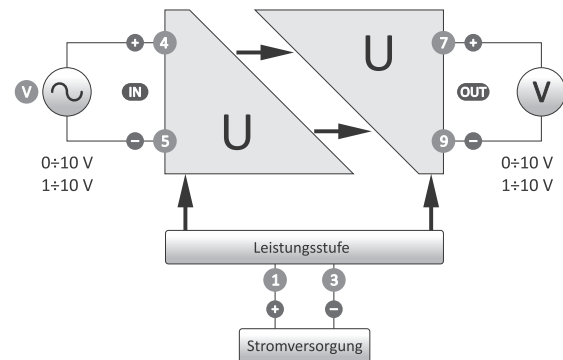 + 4
7 +
U
U
V
IN
OUT
V
− 5
9 −
0÷10 V
1÷10 V
0÷10 V
1÷10 V
Leistungsstufe
1 3
+ −
Stromversorgung